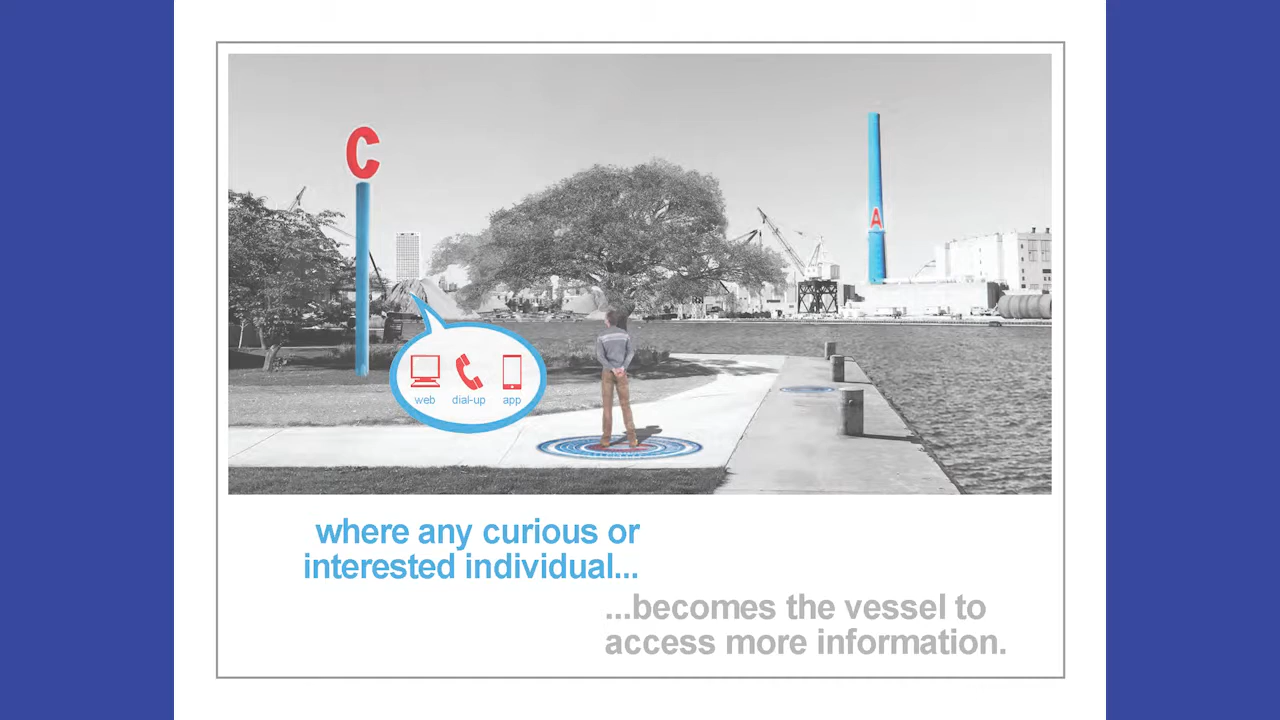 C
A
web dial-up app
where any curious or
interested individual...
...becomes the vessel to
access more information.